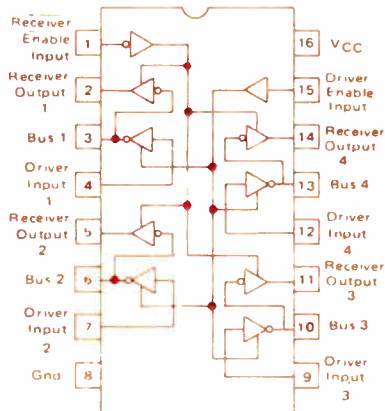 Receiver
Enable
Input
1
Receiver
Output
1
2
Bus 1
3
Driver
Input
1
4
Receiver
Output
2
5
Bus 2
6
Driver
Input
2
7
Gnd
8
16
VCC
15
Driver
Enable
Input
14
Receiver
Output
4
13
Bus 4
12
Driver
Input
4
11
Receiver
Output
3
10
Bus 3
9
Driver
Input
3